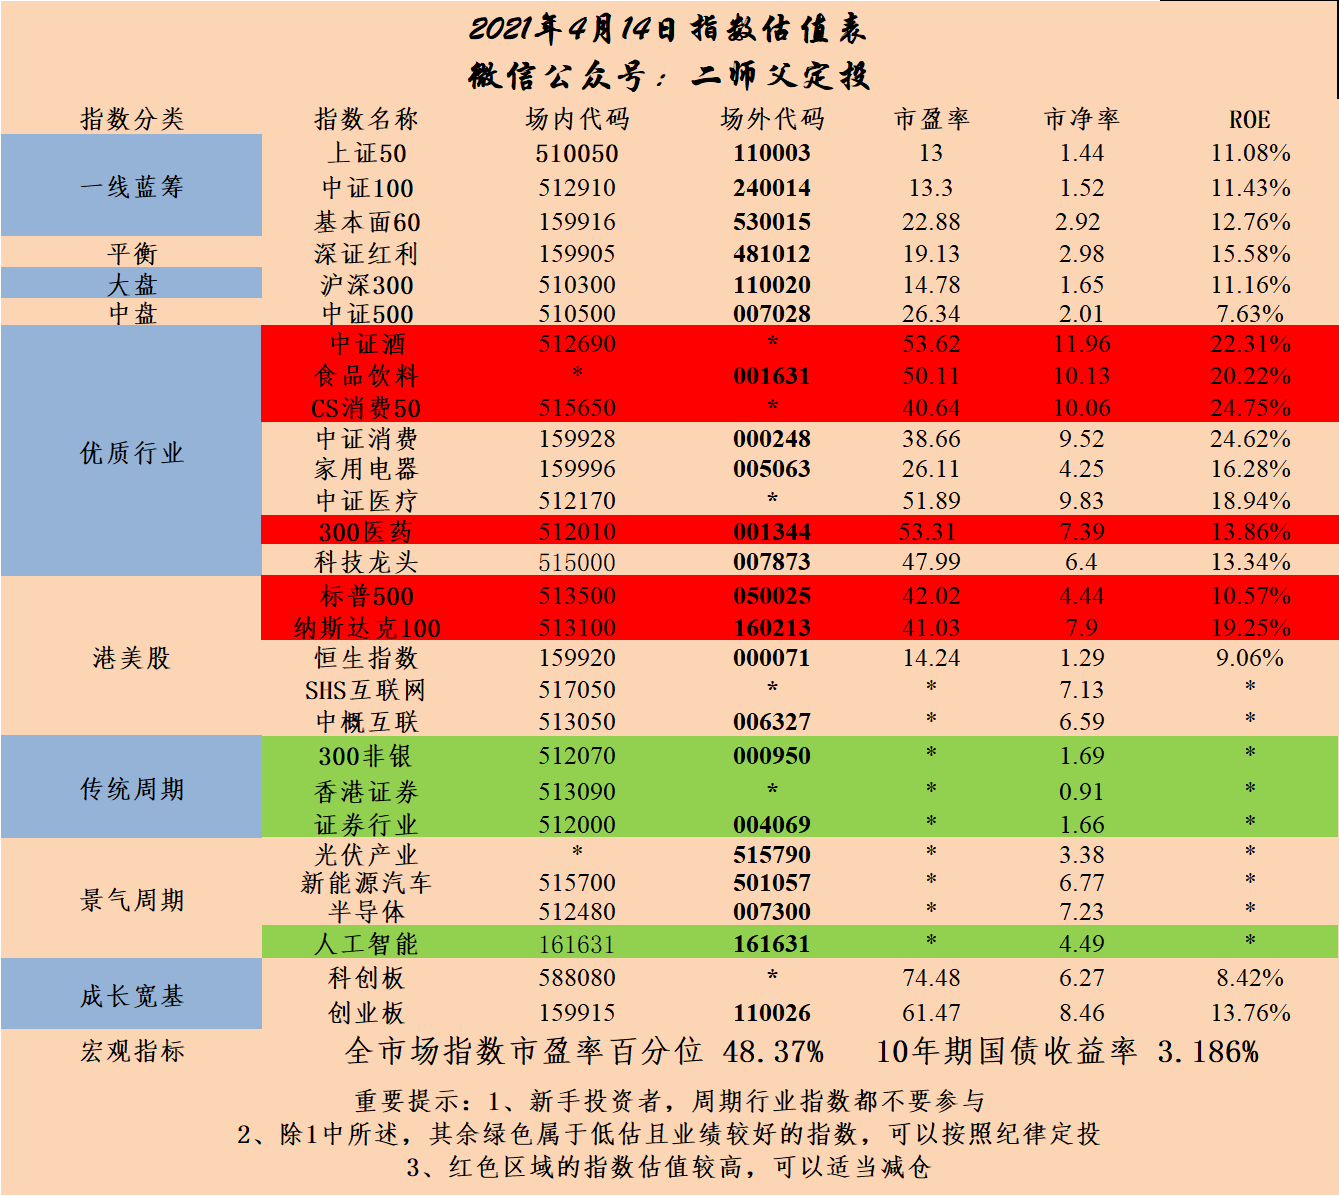 2021年4月14日指数估值表
微信公众号：二师父定投
指数分类 指数名称 场内代码 场外代码 市盈率 市净率 ROE
一线蓝筹 上证50 510050 110003 13 1.44 11.08%
中证100 512910 240014 13.3 1.52 11.43%
基本面60 159916 530015 22.88 2.92 12.76%
平衡 深证红利 159905 481012 19.13 2.98 15.58%
大盘 沪深300 510300 110020 14.78 1.65 11.16%
中盘 中证500 510500 007028 26.34 2.01 7.63%
优质行业 中证酒 512690 * 53.62 11.96 22.31%
食品饮料 * 001631 50.11 10.13 20.22%
CS消费50 515650 * 40.64 10.06 24.75%
中证消费 159928 000248 38.66 9.52 24.62%
家用电器 159996 005063 26.11 4.25 16.28%
中证医疗 512170 * 51.89 9.83 18.94%
300医药 512010 001344 53.31 7.39 13.86%
科技龙头 515000 007873 47.99 6.4 13.34%
港美股 标普500 513500 050025 42.02 4.44 10.57%
纳斯达克100 513100 160213 41.03 7.9 19.25%
恒生指数 159920 000071 14.24 1.29 9.06%
SHS互联网 517050 * * 7.13 *
中概互联 513050 006327 * 6.59 *
传统周期 300非银 512070 000950 * 1.69 *
香港证券 513090 * * 0.91 *
证券行业 512000 004069 * 1.66 *
景气周期 光伏产业 * 515790 * 3.38 *
新能源汽车 515700 501057 * 6.77 *
半导体 512480 007300 * 7.23 *
人工智能 161631 161631 * 4.49 *
成长宽基 科创板 588080 * 74.48 6.27 8.42%
创业板 159915 110026 61.47 8.46 13.76%
宏观指标 全市场指数市盈率百分位 48.37% 10年期国债收益率 3.186%
重要提示：1、新手投资者，周期行业指数都不要参与
2、除1中所述，其余绿色属于低估且业绩较好的指数，可以按照纪律定投
3、红色区域的指数估值较高，可以适当减仓